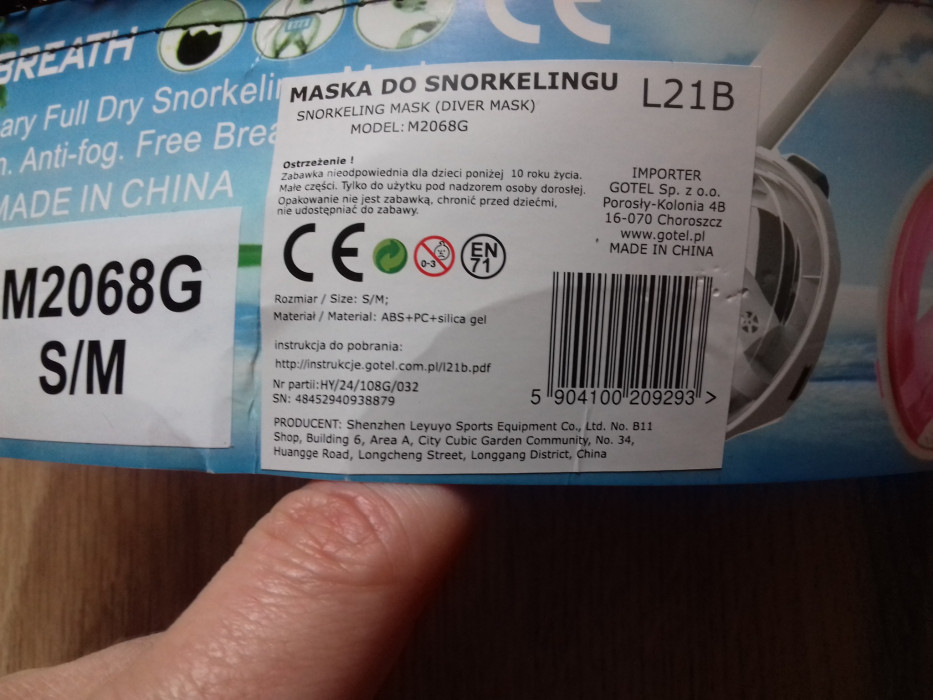 BREATH
ary Full Dry Snorkeli
n. Anti-fog. Free Brea
MADE IN CHINA
M2068G
S/M
MASKA DO SNORKELINGU
L21B
SNORKELING MASK (DIVER MASK)
MODEL: M2068G
Ostrzeżenie !
Zabawka nieodpowiednia dla dzieci poniżej 10 roku życia.
Małe części. Tylko do użytku pod nadzorem osoby dorosłej.
Opakowanie nie jest zabawką, chronić przed dziećmi,
nie udostępniać do zabawy.
IMPORTER
GOTEL Sp. z o.o.
Porosły-Kolonia 4B
16-070 Choroszcz
www.gotel.pl
MADE IN CHINA
CE
0-3
EN
71
Rozmiar / Size: S/M;
Materiał / Material: ABS+PC+silica gel
instrukcja do pobrania:
http://instrukcje.gotel.com.pl/l21b.pdf
Nr partii:HY/24/108G/032
SN: 48452940938879
5 904100 209293 >
PRODUCENT: Shenzhen Leyuyo Sports Equipment Co., Ltd. No. B11
Shop, Building 6, Area A, City Cubic Garden Community, No. 34,
Huangge Road, Longcheng Street, Longgang District, China
CE